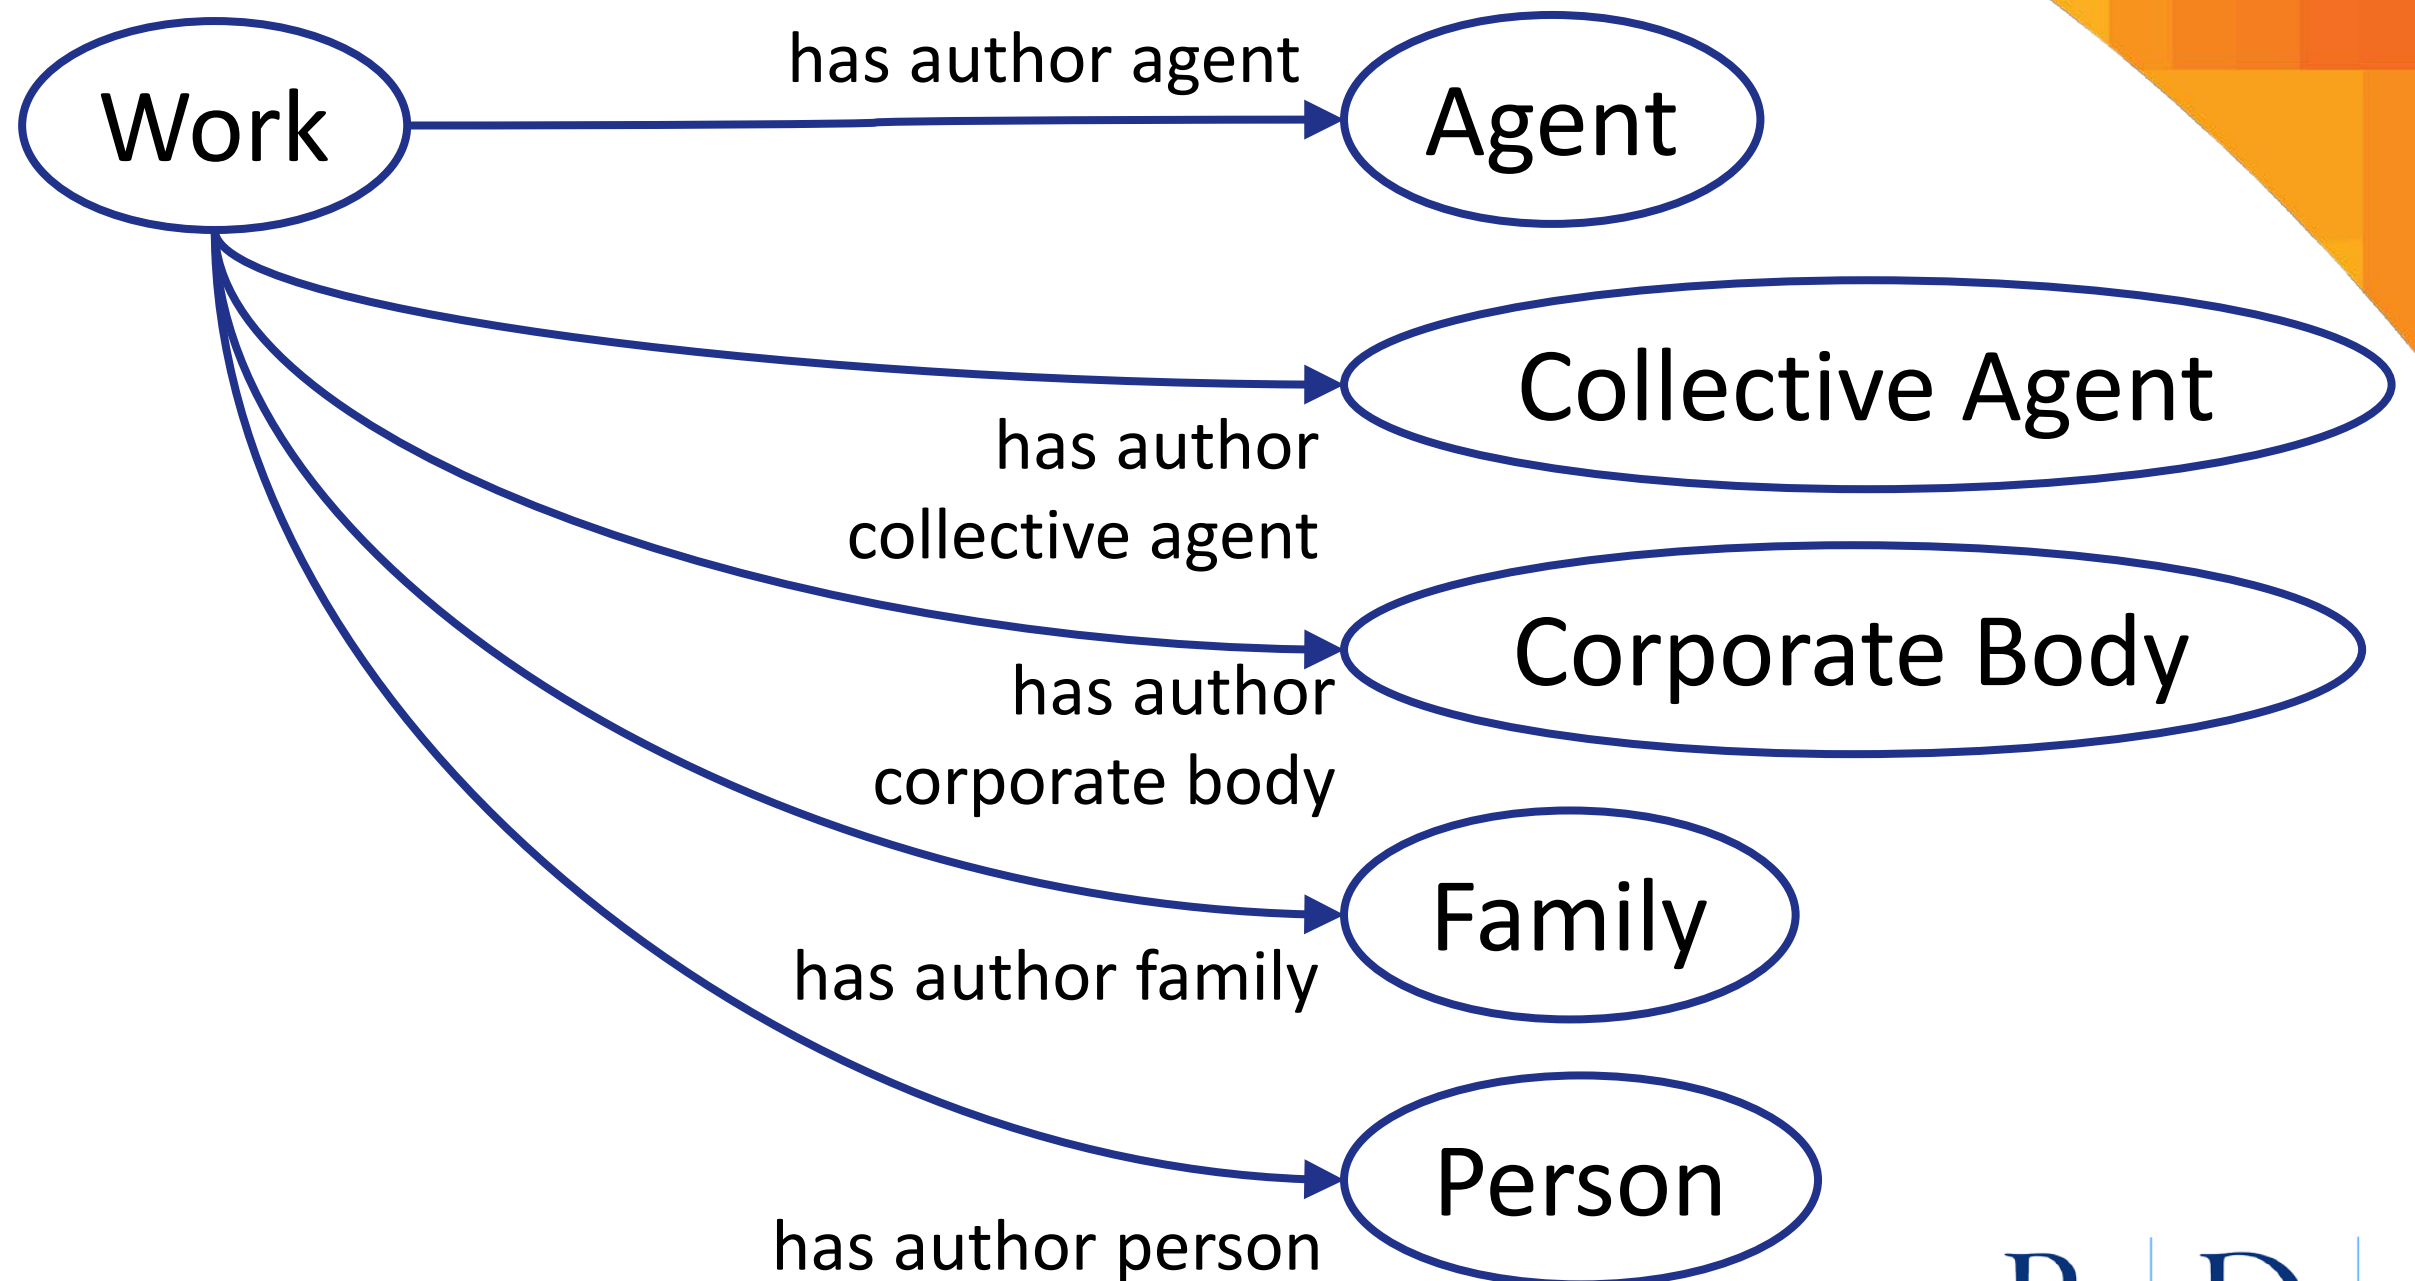 Work
has author agent
Agent
Collective Agent
has author
collective agent
Corporate Body
has author
corporate body
Family
has author family
Person
has author person
R D